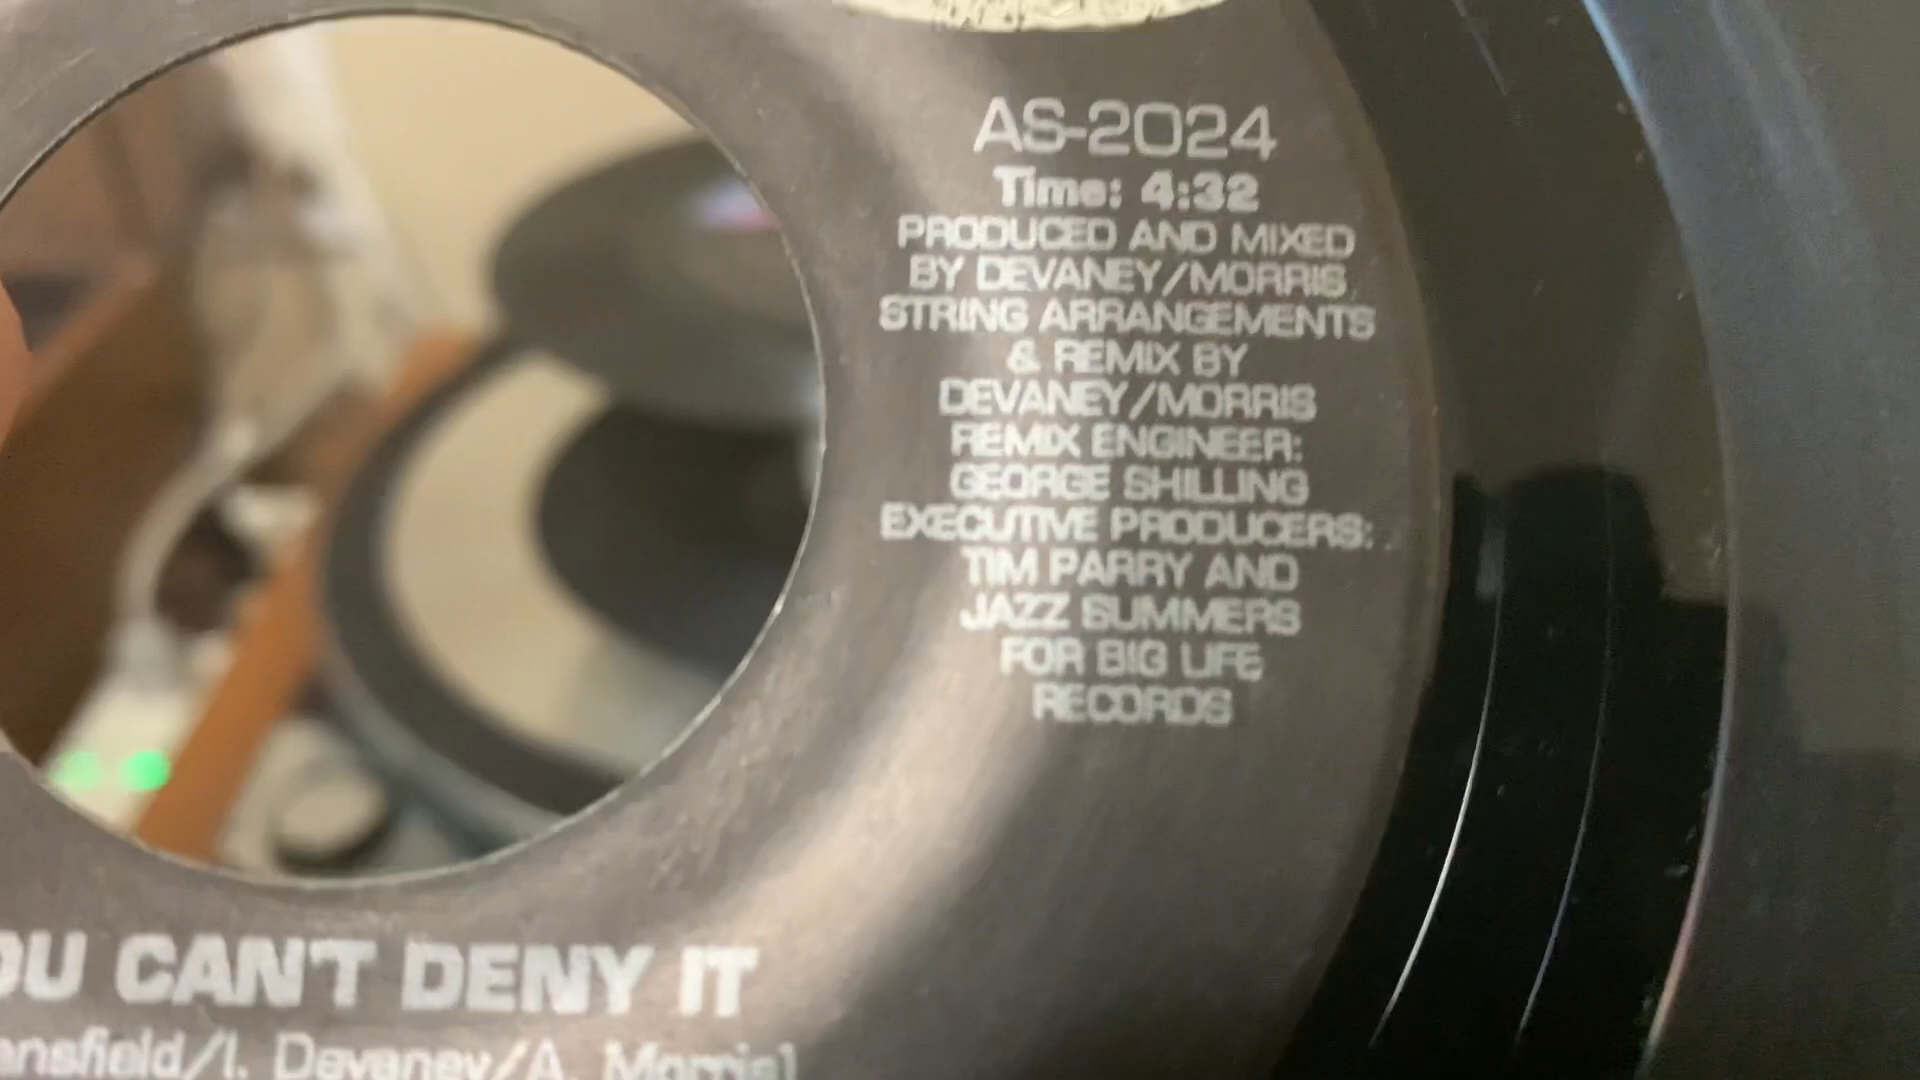 AS-2024
Time: 4:32
PRODUCED AND MIXED
BY DEVANEY/MORRIS
STRING ARRANGEMENTS
& REMIX BY
DEVANEY/MORRIS
REMIX ENGINEER:
GEORGE SHILLING
EXECUTIVE PRODUCERS:
TIM PARRY AND
JAZZ SUMMERS
FOR BIG LIFE
RECORDS
OU CAN'T DENY IT
ansfield/I. Devaney/A. Morris)